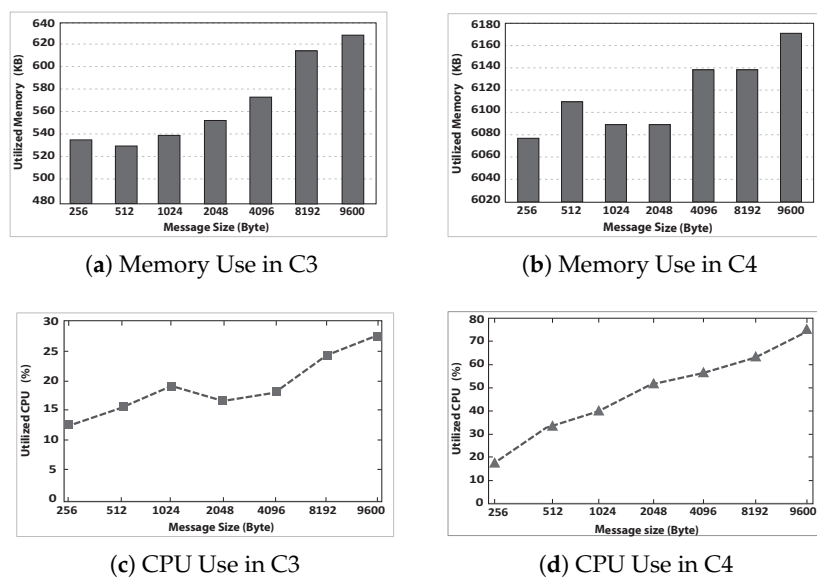 640
620
600
580
560
540
520
500
480
Utilized Memory (KB)
256 512 1024 2048 4096 8192 9600
Message Size (Byte)
(a) Memory Use in C3
6180
6160
6140
6120
6100
6080
6060
6040
6020
Utilized Memory (KB)
256 512 1024 2048 4096 8192 9600
Message Size (Byte)
(b) Memory Use in C4
30
25
20
15
10
5
0
Utilized CPU (%)
256 512 1024 2048 4096 8192 9600
Message Size (Byte)
(c) CPU Use in C3
80
70
60
50
40
30
20
10
0
Utilized CPU (%)
256 512 1024 2048 4096 8192 9600
Message size (Byte)
(d) CPU Use in C4